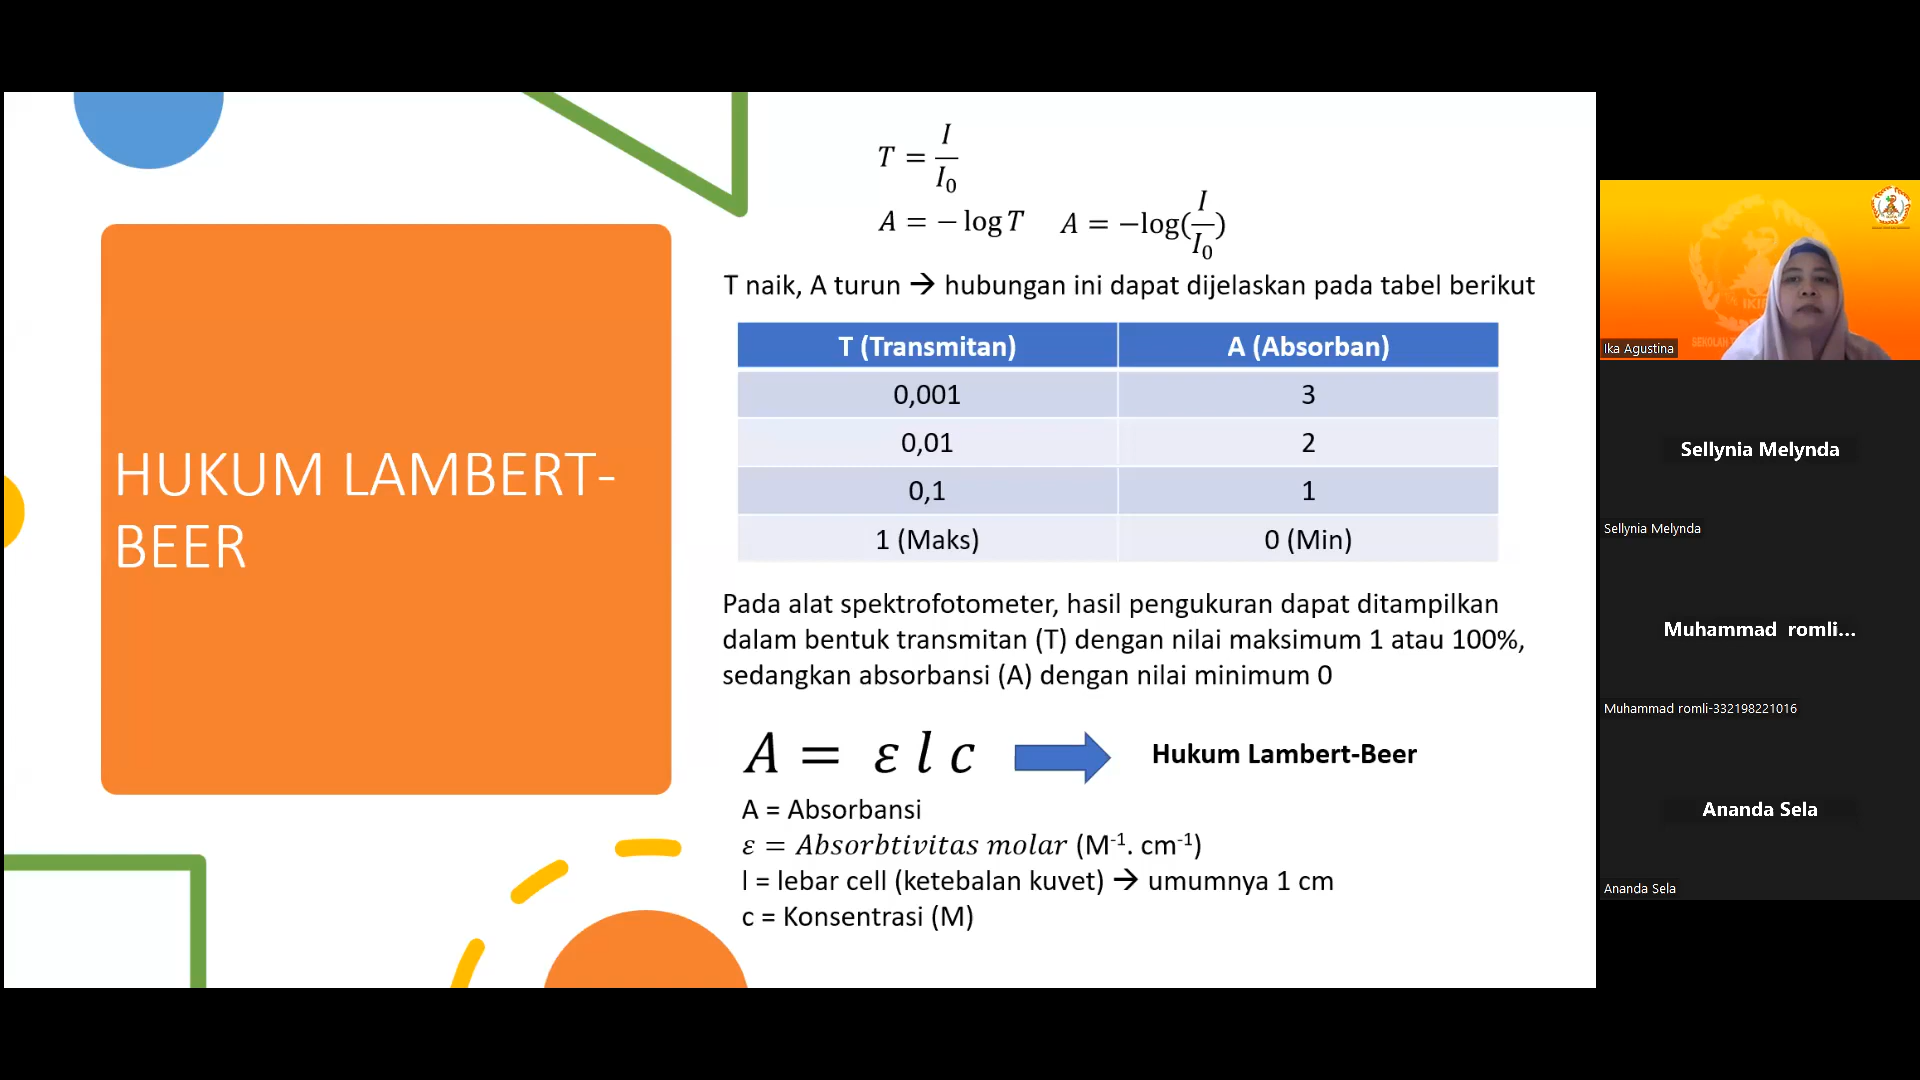 HUKUM LAMBERT-
BEER
T = I/I₀
A = − log T A = −log(I/I₀)
T naik, A turun → hubungan ini dapat dijelaskan pada tabel berikut
T (Transmitan) A (Absorban)
0,001 3
0,01 2
0,1 1
1 (Maks) 0 (Min)
Pada alat spektrofotometer, hasil pengukuran dapat ditampilkan
dalam bentuk transmitan (T) dengan nilai maksimum 1 atau 100%,
sedangkan absorbansi (A) dengan nilai minimum 0
A = ε l c Hukum Lambert-Beer
A = Absorbansi
ε = Absorbtivitas molar (M⁻¹. cm⁻¹)
l = lebar cell (ketebalan kuvet) → umumnya 1 cm
c = Konsentrasi (M)
Ika Agustina
Sellynia Melynda
Sellynia Melynda
Muhammad romli...
Muhammad romli-332198221016
Ananda Sela
Ananda Sela